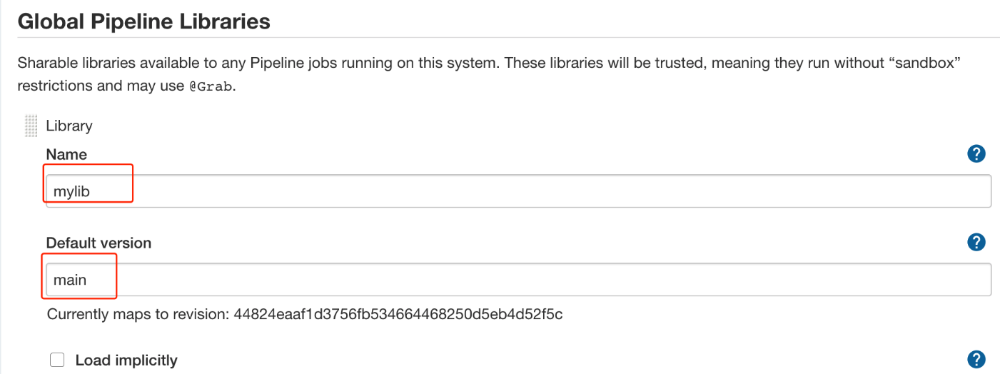 Global Pipeline Libraries
Sharable libraries available to any Pipeline jobs running on this system. These libraries will be trusted, meaning they run without “sandbox”
restrictions and may use @Grab.
Library
Name
?
mylib
Default version
?
main
Currently maps to revision: 44824eaaf1d3756fb534664468250d5eb4d52f5c
Load implicitly
?